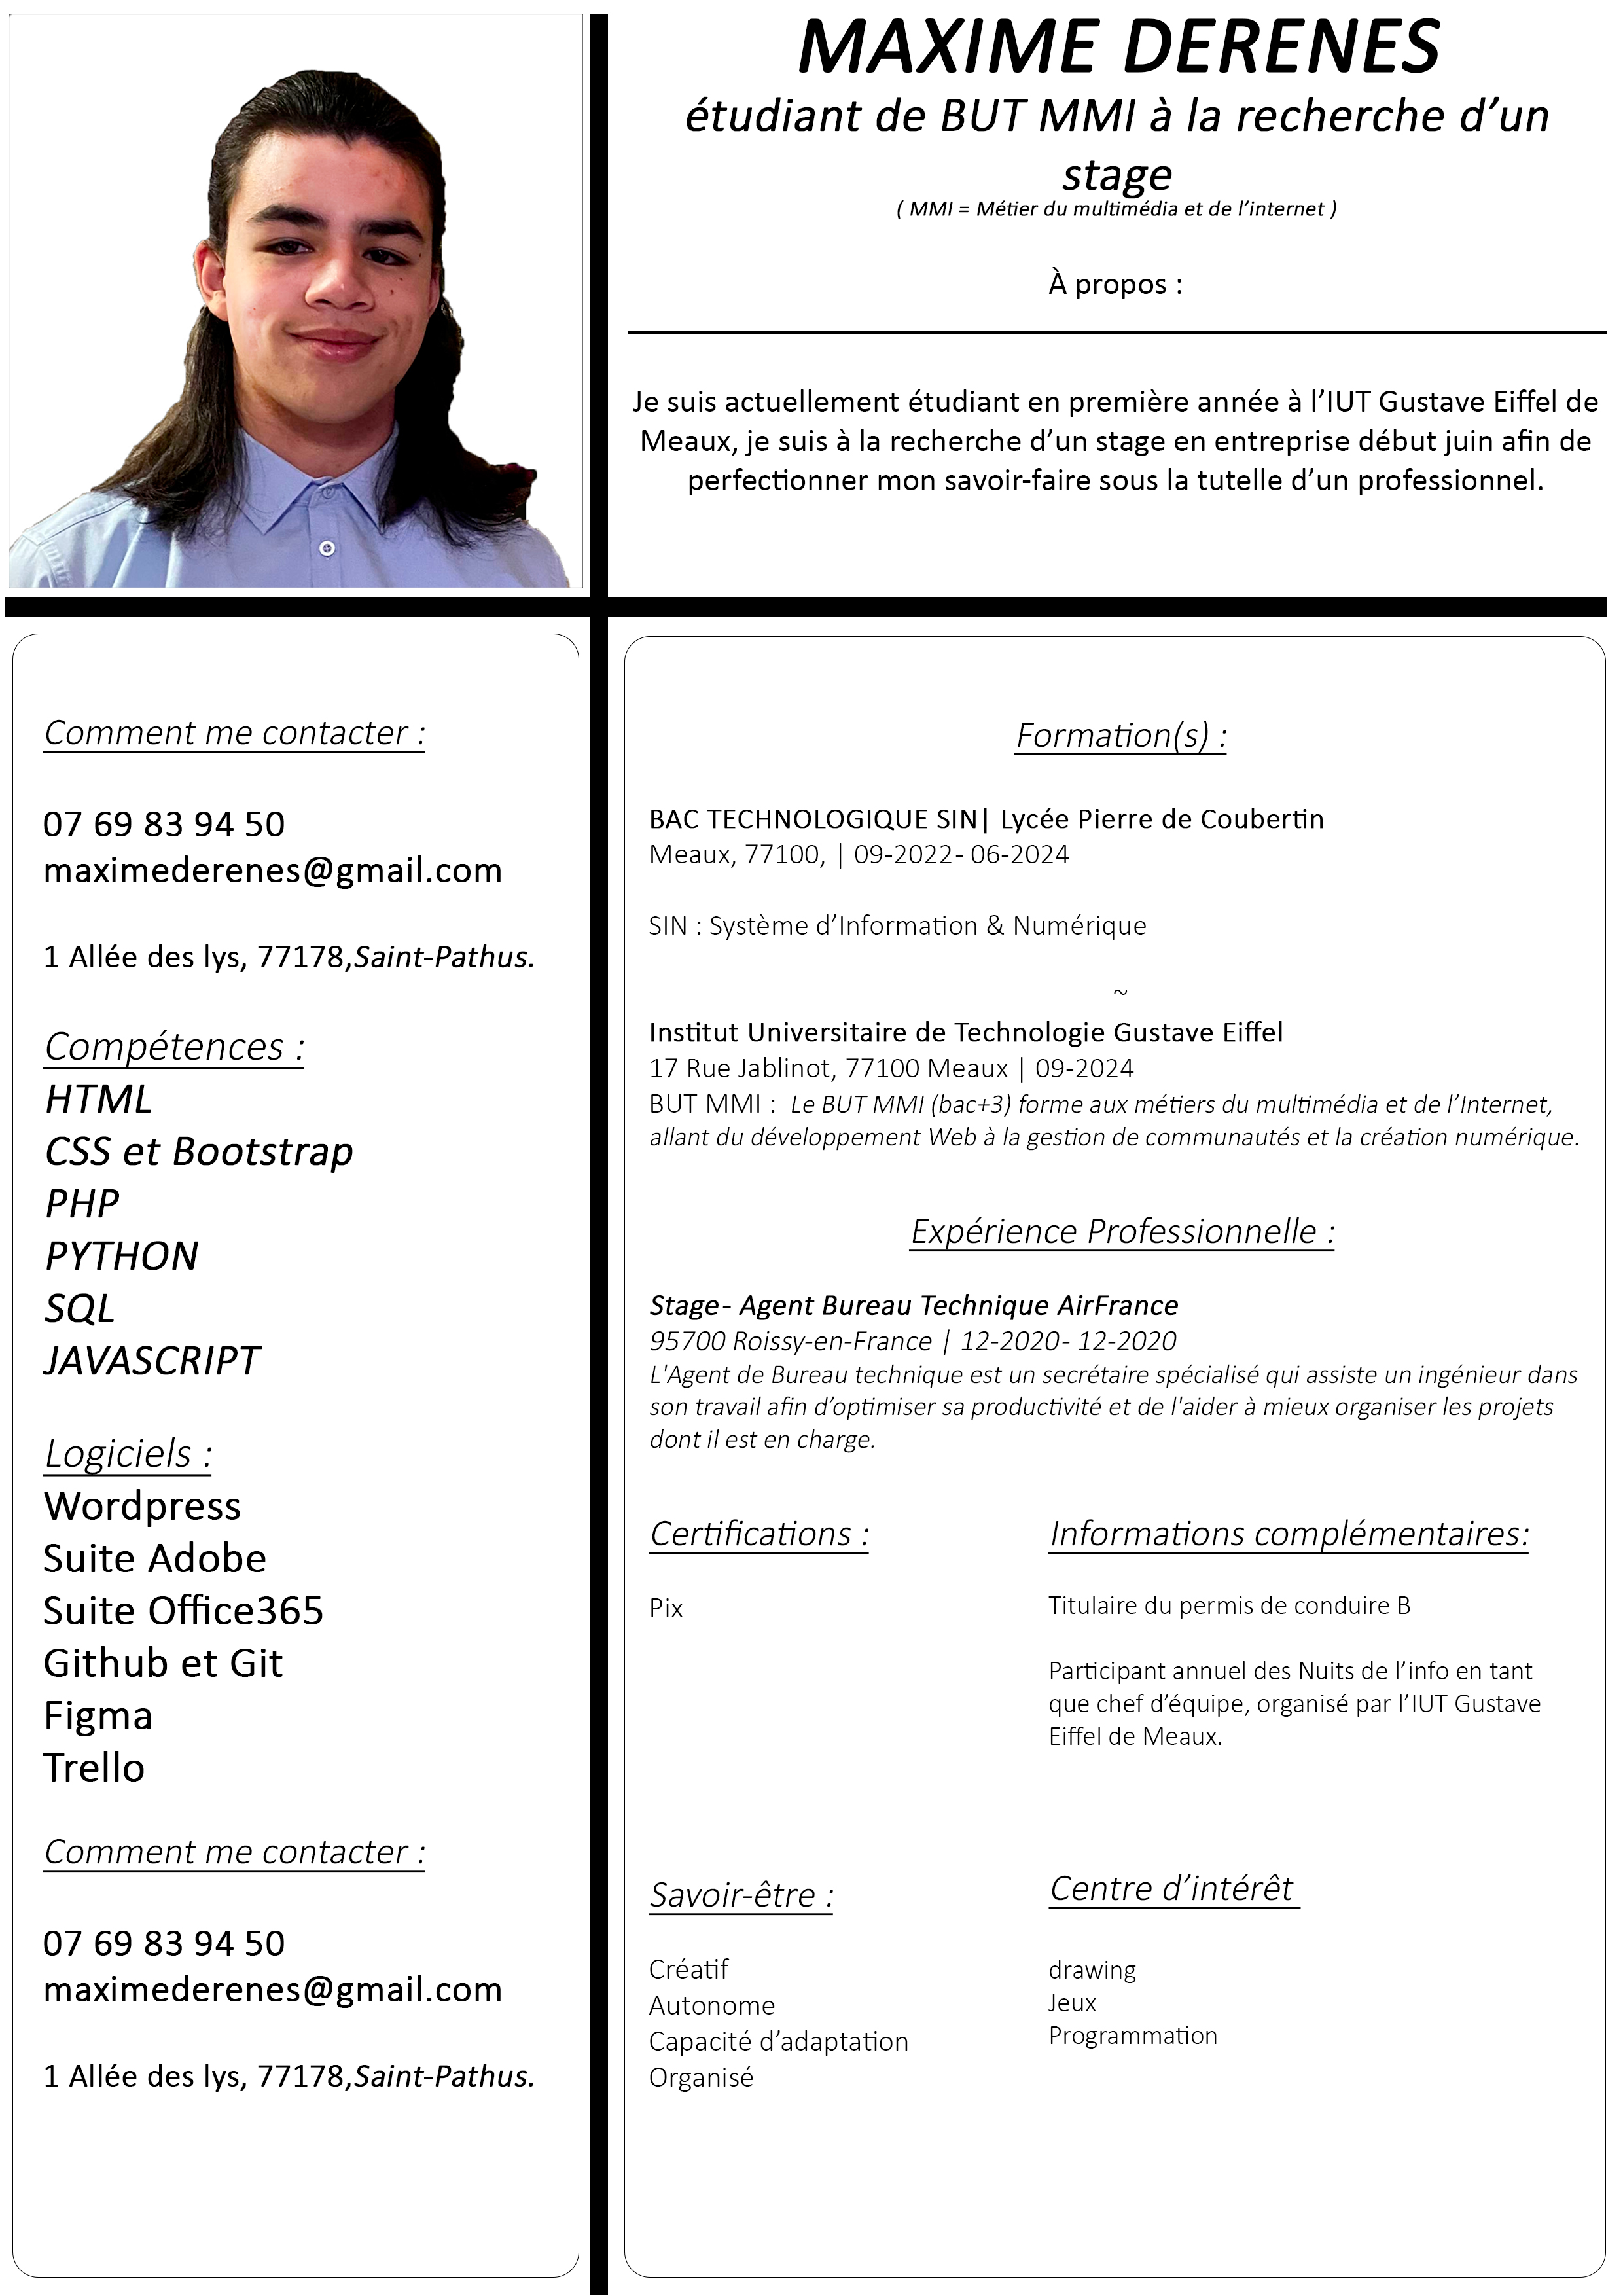 MAXIME DERENES
étudiant de BUT MMI à la recherche d’un
stage
( MMI = Métier du multimédia et de l’internet )
À propos :
Je suis actuellement étudiant en première année à l’IUT Gustave Eiffel de
Meaux, je suis à la recherche d’un stage en entreprise début juin afin de
perfectionner mon savoir-faire sous la tutelle d’un professionnel.
Comment me contacter :
07 69 83 94 50
maximederenes@gmail.com
1 Allée des lys, 77178,Saint-Pathus.
Compétences :
HTML
CSS et Bootstrap
PHP
PYTHON
SQL
JAVASCRIPT
Logiciels :
Wordpress
Suite Adobe
Suite Office365
Github et Git
Figma
Trello
Comment me contacter :
07 69 83 94 50
maximederenes@gmail.com
1 Allée des lys, 77178,Saint-Pathus.
Formation(s) :
BAC TECHNOLOGIQUE SIN| Lycée Pierre de Coubertin
Meaux, 77100, | 09-2022- 06-2024
SIN : Système d’Information & Numérique
~
Institut Universitaire de Technologie Gustave Eiffel
17 Rue Jablinot, 77100 Meaux | 09-2024
BUT MMI : Le BUT MMI (bac+3) forme aux métiers du multimédia et de l’Internet,
allant du développement Web à la gestion de communautés et la création numérique.
Expérience Professionnelle :
Stage- Agent Bureau Technique AirFrance
95700 Roissy-en-France | 12-2020- 12-2020
L'Agent de Bureau technique est un secrétaire spécialisé qui assiste un ingénieur dans
son travail afin d’optimiser sa productivité et de l'aider à mieux organiser les projets
dont il est en charge.
Certifications :
Pix
Informations complémentaires:
Titulaire du permis de conduire B
Participant annuel des Nuits de l’info en tant
que chef d’équipe, organisé par l’IUT Gustave
Eiffel de Meaux.
Savoir-être :
Créatif
Autonome
Capacité d’adaptation
Organisé
Centre d’intérêt
drawing
Jeux
Programmation